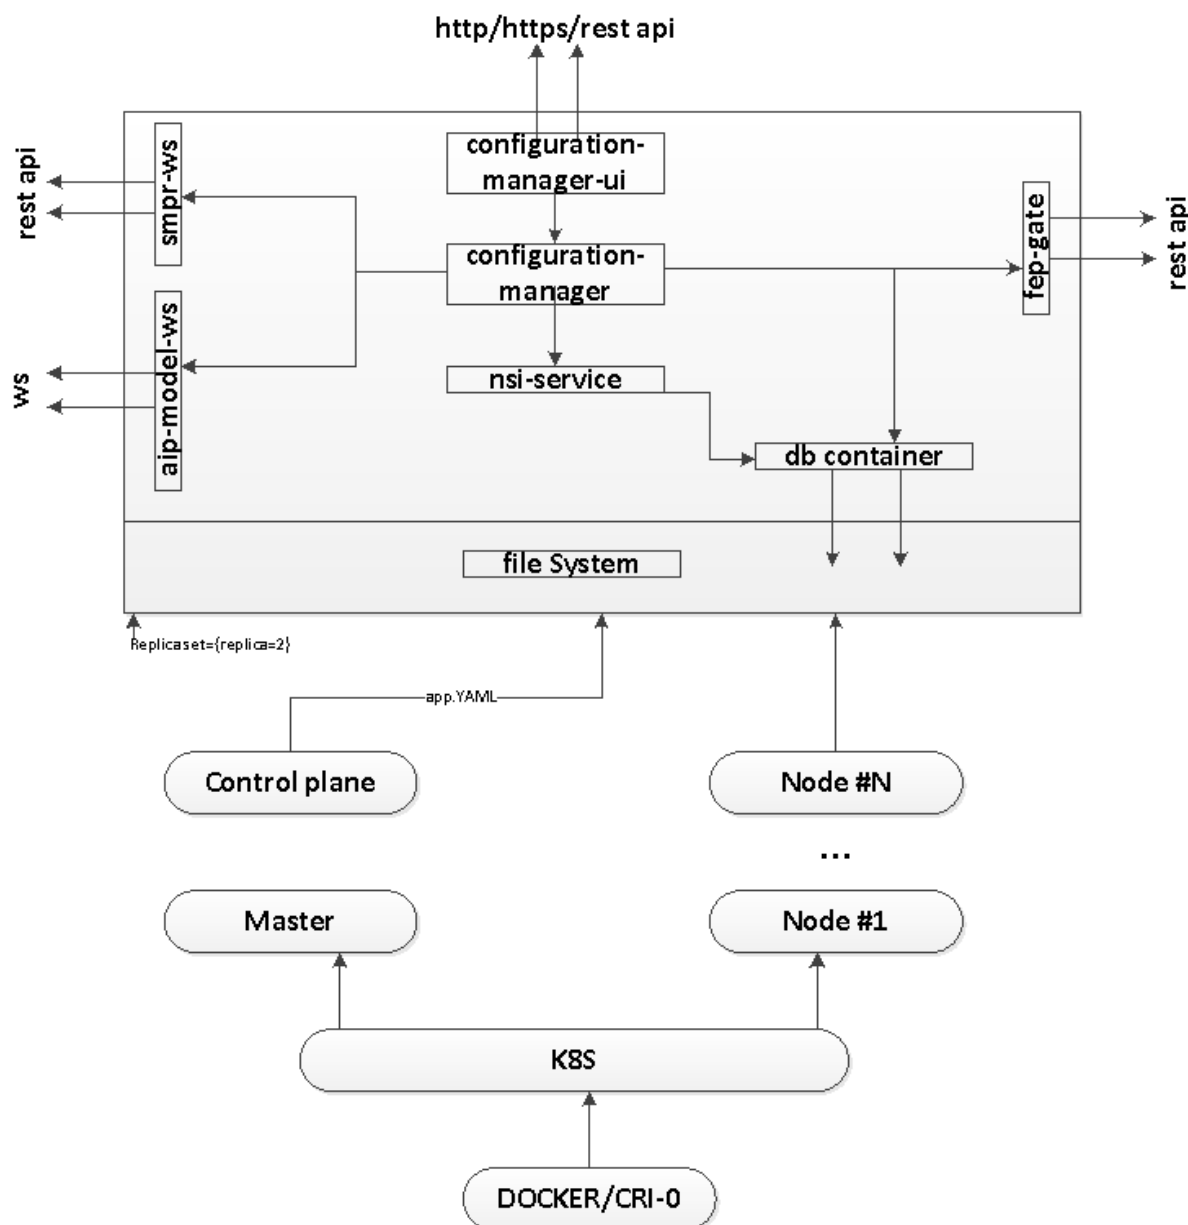 http/https/rest api
configuration-
manager-ui
smpr-ws
rest api
fep-gate
rest api
configuration-
manager
aip-model-ws
ws
nsi-service
db container
file System
Replicaset={replica=2}
app.YAML
Control plane
Node #N
...
Master
Node #1
K8S
DOCKER/CRI-0